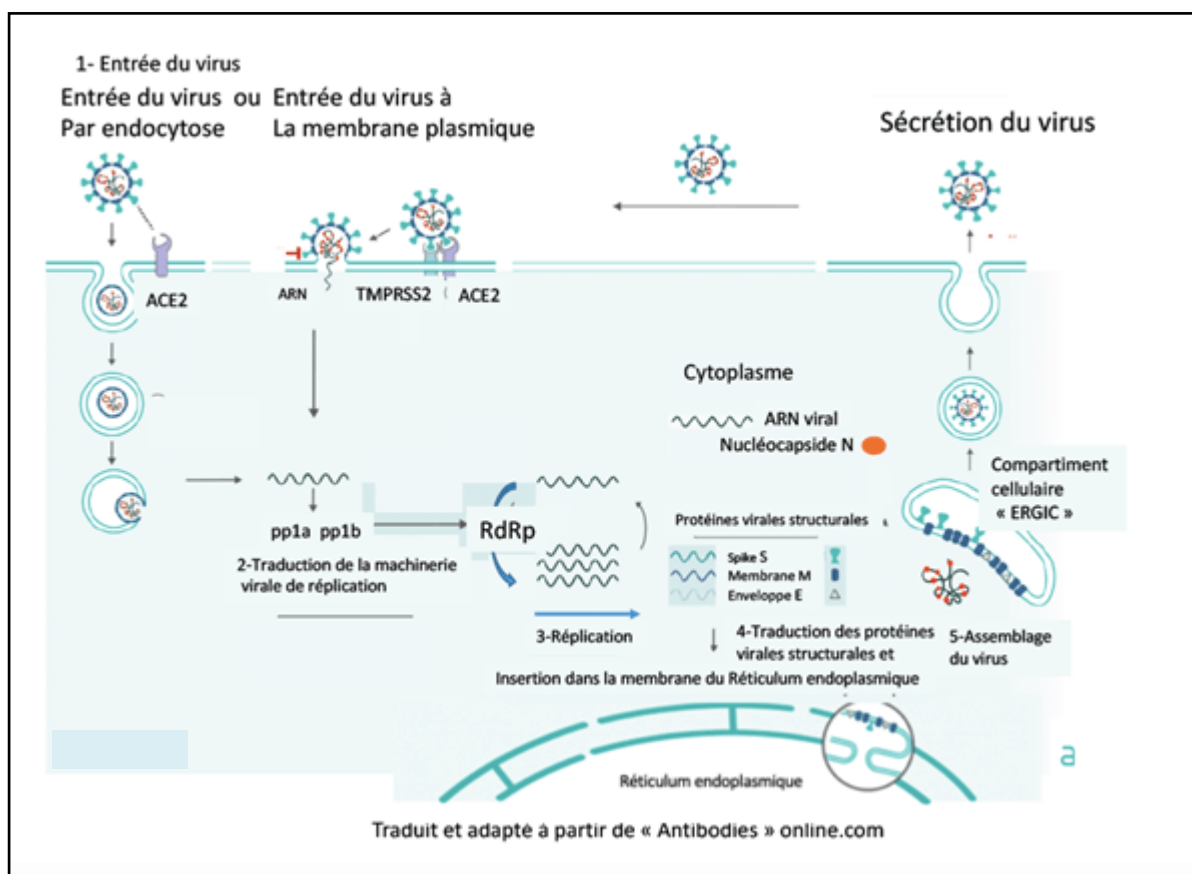 1- Entrée du virus
Entrée du virus ou
Par endocytose
Entrée du virus à
La membrane plasmique
Sécrétion du virus
ACE2
ARN
TMPRSS2
ACE2
Cytoplasme
ARN viral
Nucléocapside N
Compartiment
cellulaire
« ERGIC »
pp1a pp1b
RdRp
Protéines virales structurales
Spike S
Membrane M
Enveloppe E
2-Traduction de la machinerie
virale de réplication
3-Réplication
4-Traduction des protéines
virales structurales et
Insertion dans la membrane du Réticulum endoplasmique
5-Assemblage
du virus
Réticulum endoplasmique
a
Traduit et adapté à partir de « Antibodies » online.com